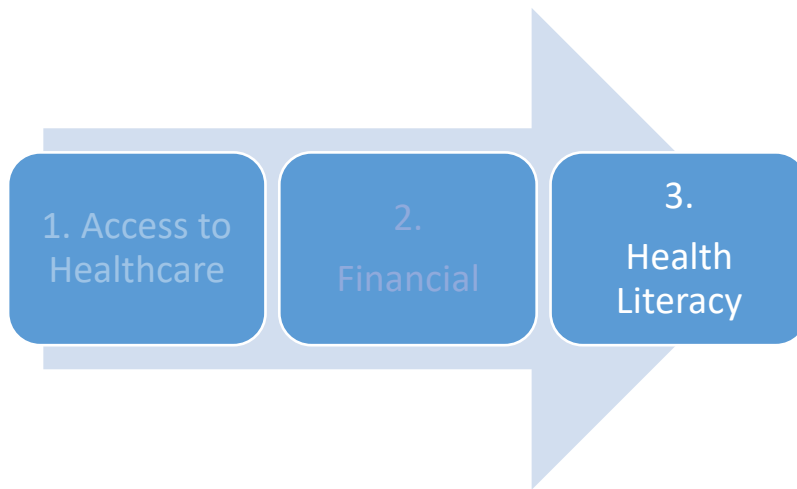 1. Access to
Healthcare
2.
Financial
3.
Health
Literacy